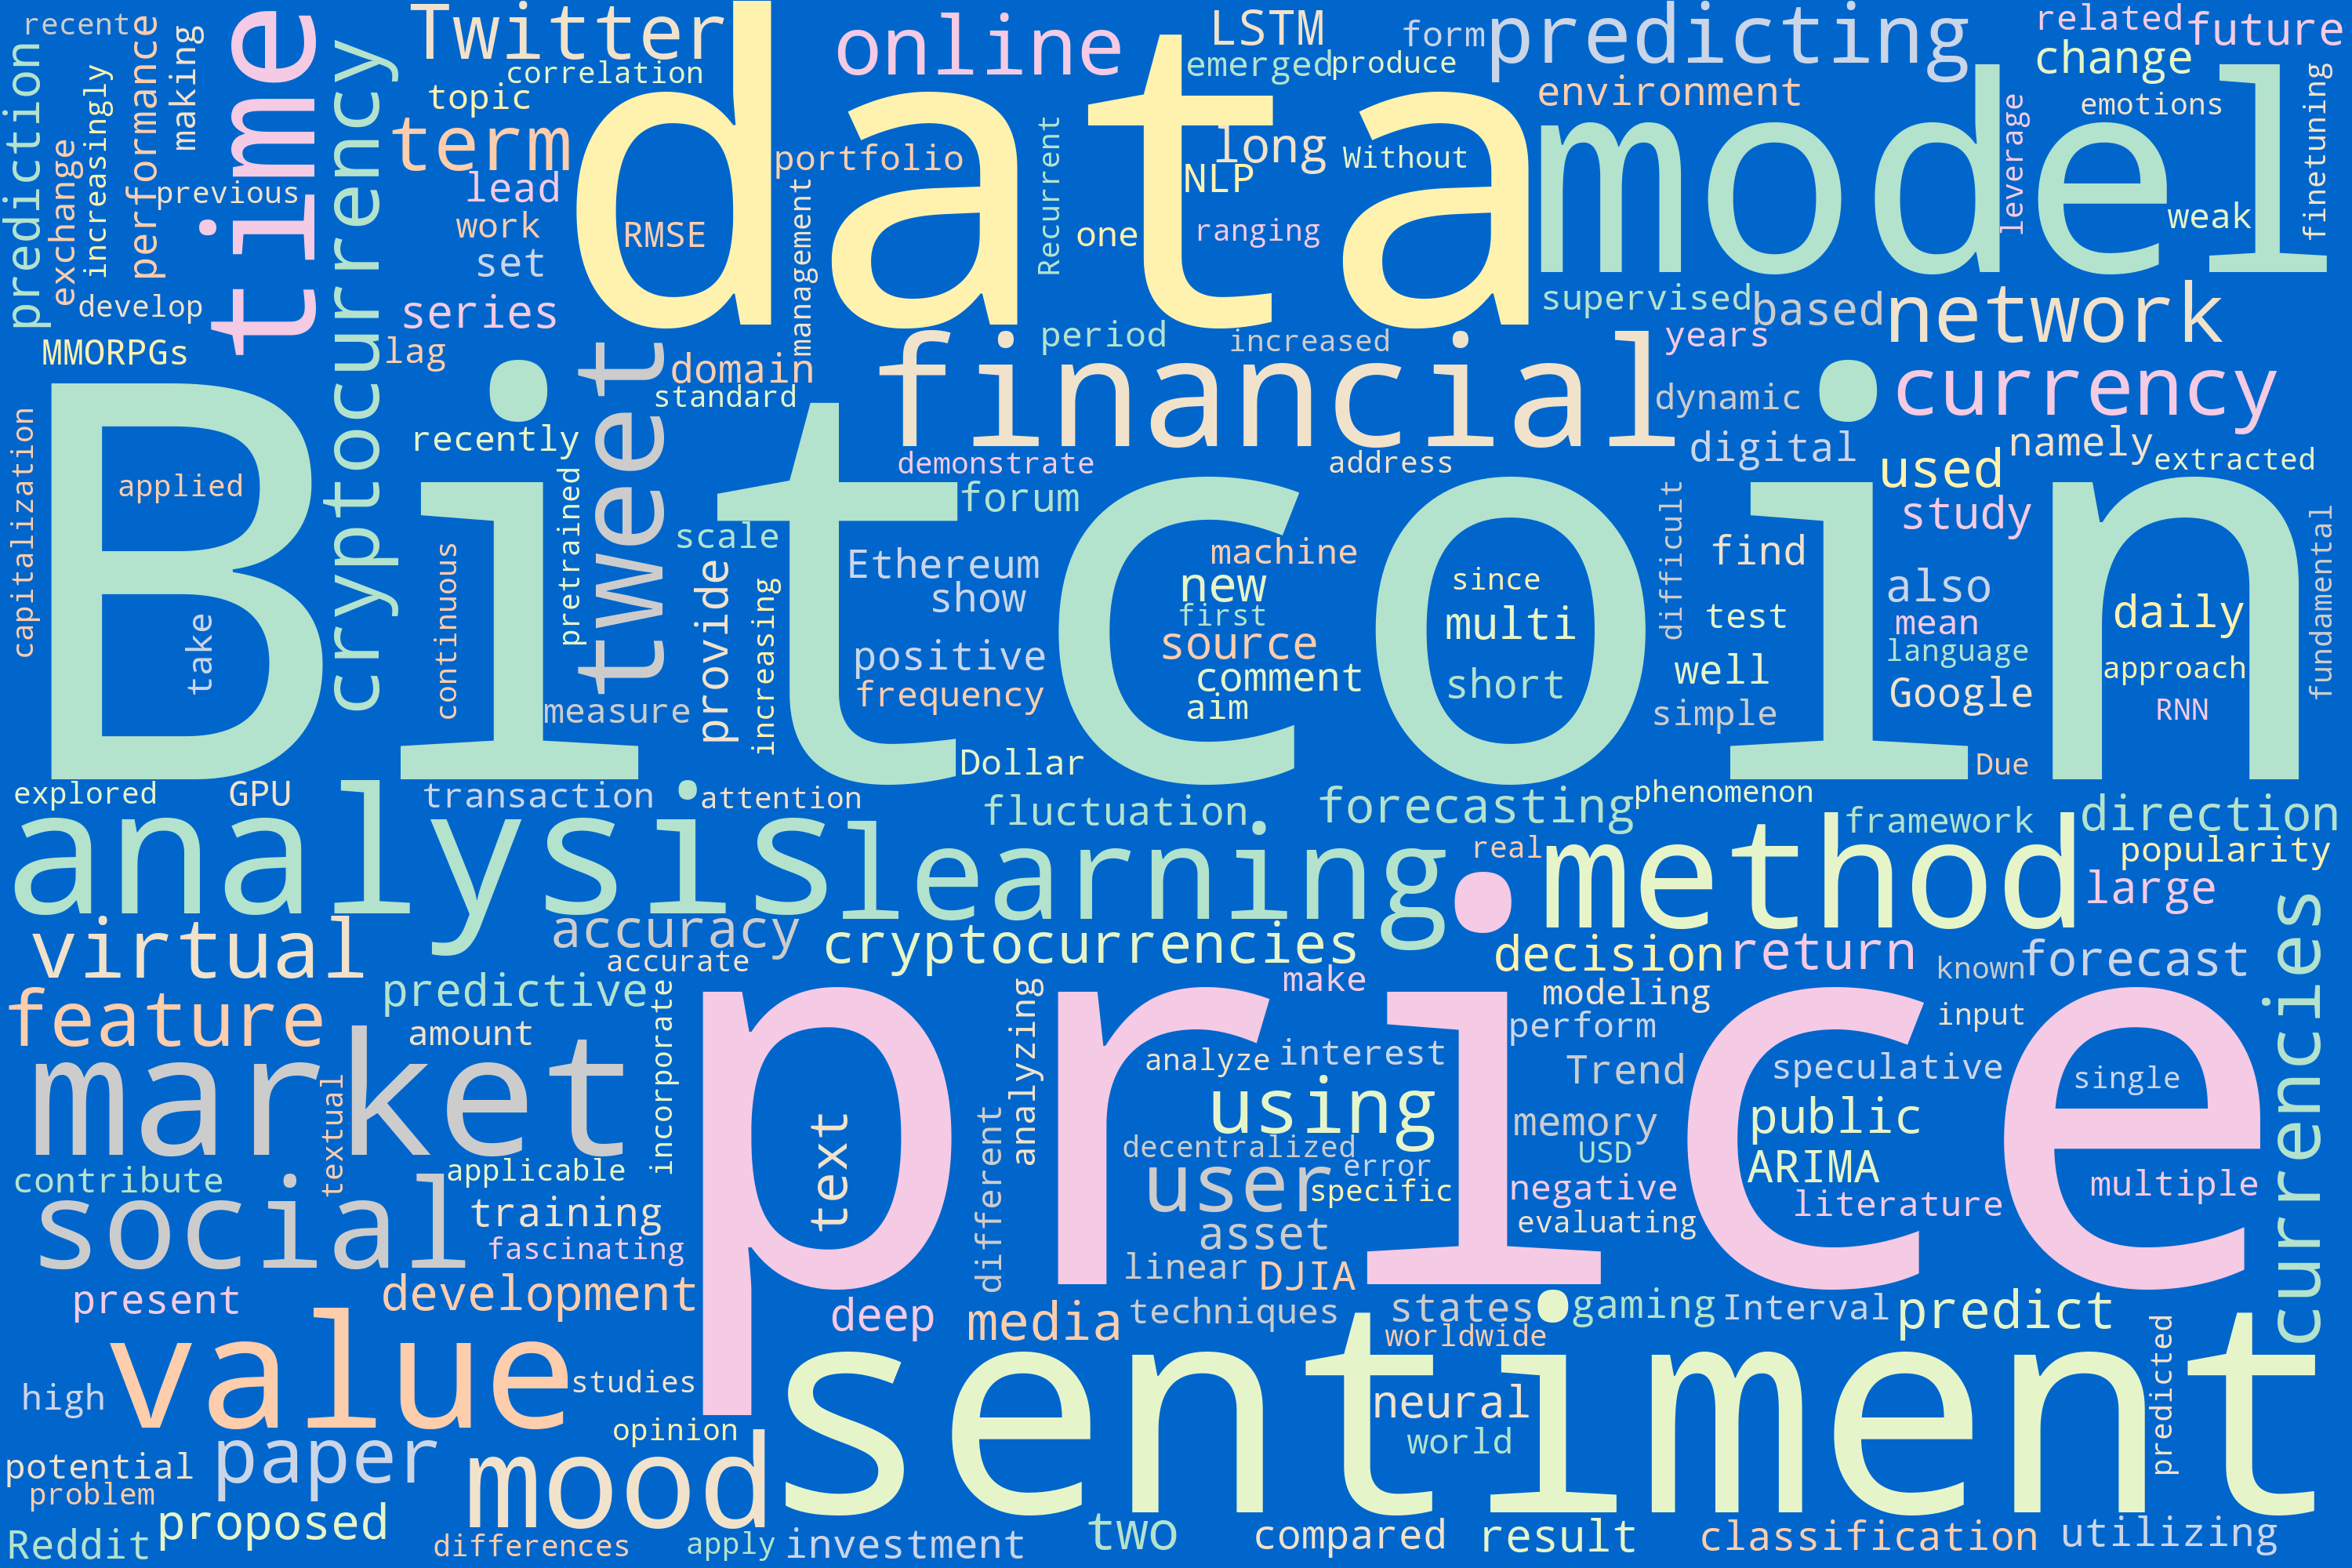 recent
Twitter
online
LSTM
form
predicting
related
future
correlation
emerged
produce
change
topic
environment
emotions
prediction
increasingly
performance
making
time
cryptocurrency
term
data
model
portfolio
long
Without
NLP
Recurrent
leverage
finetuning
exchange
previous
lead
work
RMSE
one
ranging
weak
set
management
develop
series
supervised
based
network
MMORPGs
lag
period
increased
years
domain
standard
financial
dynamic
currency
tweet
recently
digital
namely
extracted
demonstrate
address
used
capitalization
applied
Bitcoin
pretrained
forum
study
difficult
scale
Ethereum
machine
since
find
fundamental
show
new
first
multi
test
also
daily
mean
take
continuous
provide
increasing
positive
source
well
language
approach
frequency
comment
short
Google
measure
aim
simple
RNN
Dollar
Due
explored
GPU
transaction
attention
phenomenon
fluctuation
forecasting
framework
direction
analysis
learning
real
method
popularity
large
virtual
accuracy
cryptocurrencies
decision
return
accurate
known
forecast
currencies
predictive
make
modeling
feature
amount
incorporate
price
analyzing
perform
input
market
analyze
interest
Trend
speculative
single
textual
text
using
memory
public
decentralized
USD
contribute
applicable
different
user
error
ARIMA
specific
negative
multiple
social
training
literature
asset
evaluating
fascinating
linear
DJIA
present
development
deep
media
techniques
states
gaming
Interval
predict
worldwide
predicted
value
sentiment
high
studies
neural
opinion
world
potential
paper
mood
problem
Reddit
proposed
differences
apply
investment
two
compared
result
classification
utilizing